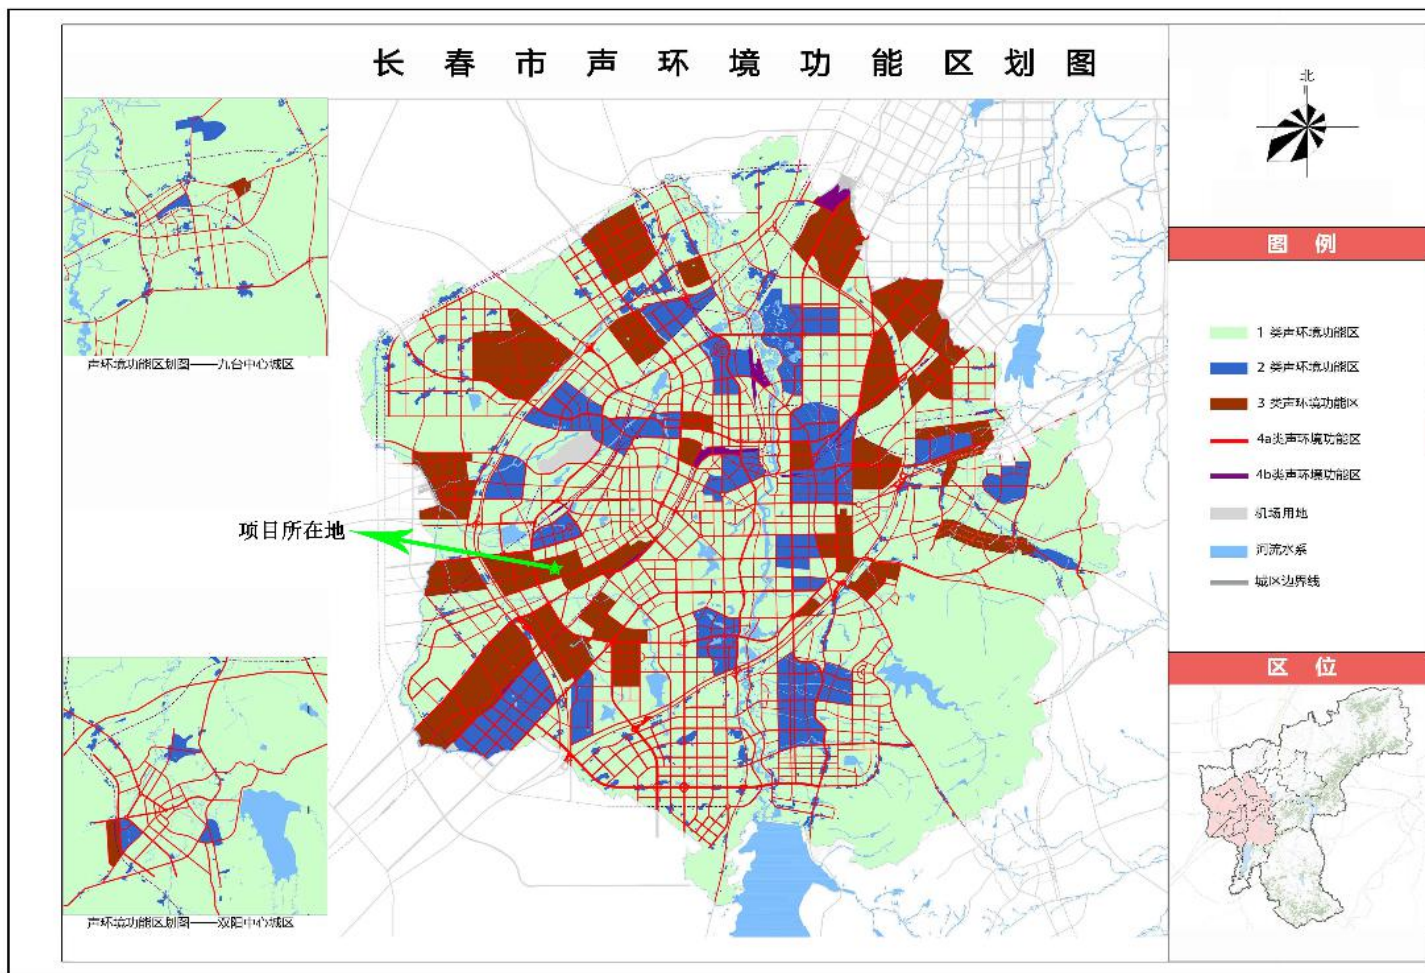 长春市声环境功能区划图
声环境功能区划图——九台中心城区
项目所在地
声环境功能区划图——双阳中心城区
北
图例
1 类声环境功能区
2 类声环境功能区
3 类声环境功能区
4a类声环境功能区
4b类声环境功能区
机场用地
河流水系
城区边界线
区位